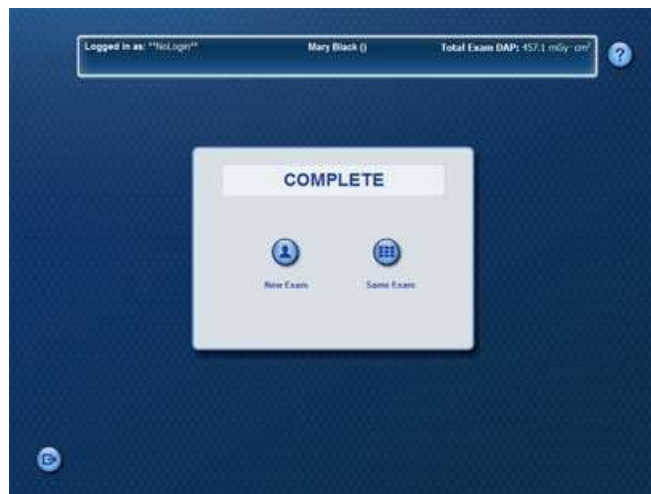 Logged in as: **NoLogin** Mary Black () Total Exam DAP: 457.1 mGy·cm²
?
COMPLETE
New Exam Same Exam